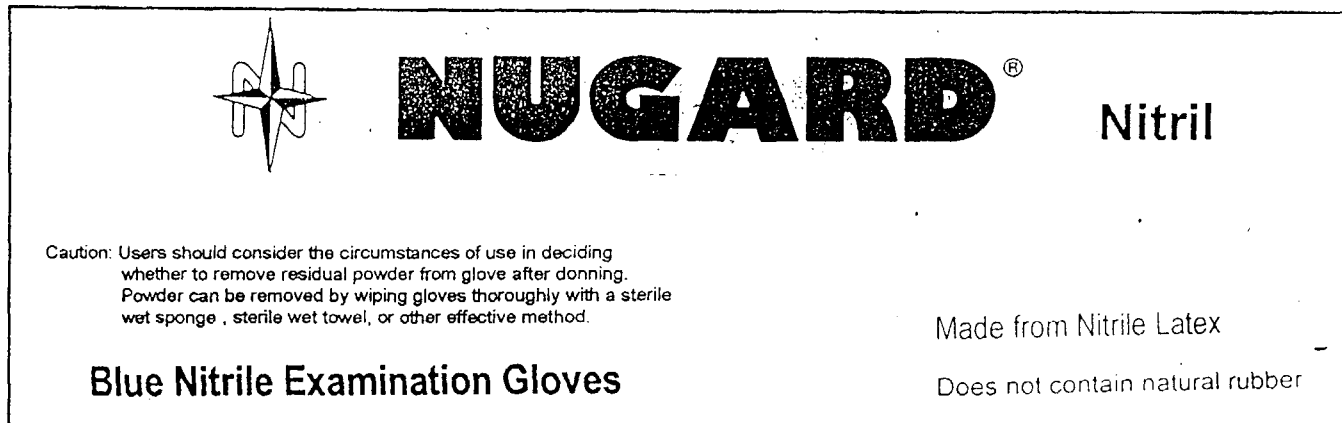 NUGARD® Nitril
Caution: Users should consider the circumstances of use in deciding
whether to remove residual powder from glove after donning.
Powder can be removed by wiping gloves thoroughly with a sterile
wet sponge , sterile wet towel, or other effective method.
Blue Nitrile Examination Gloves
Made from Nitrile Latex
Does not contain natural rubber